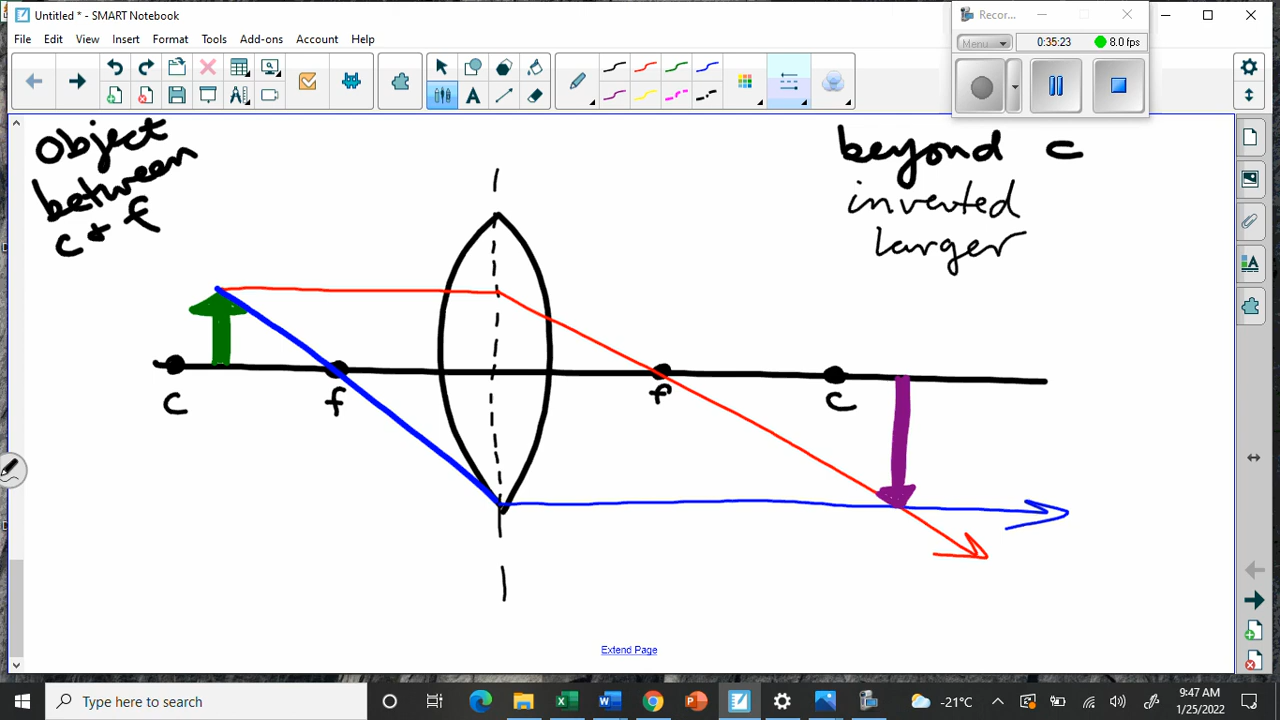 Untitled * - SMART Notebook
Recor...
File Edit View Insert Format Tools Add-ons Account Help
Menu
0:35:23
8.0 fps
Object
between
c + f
beyond c
inverted
larger
c
f
f
c
Extend Page
Type here to search
-21°C
9:47 AM
1/25/2022